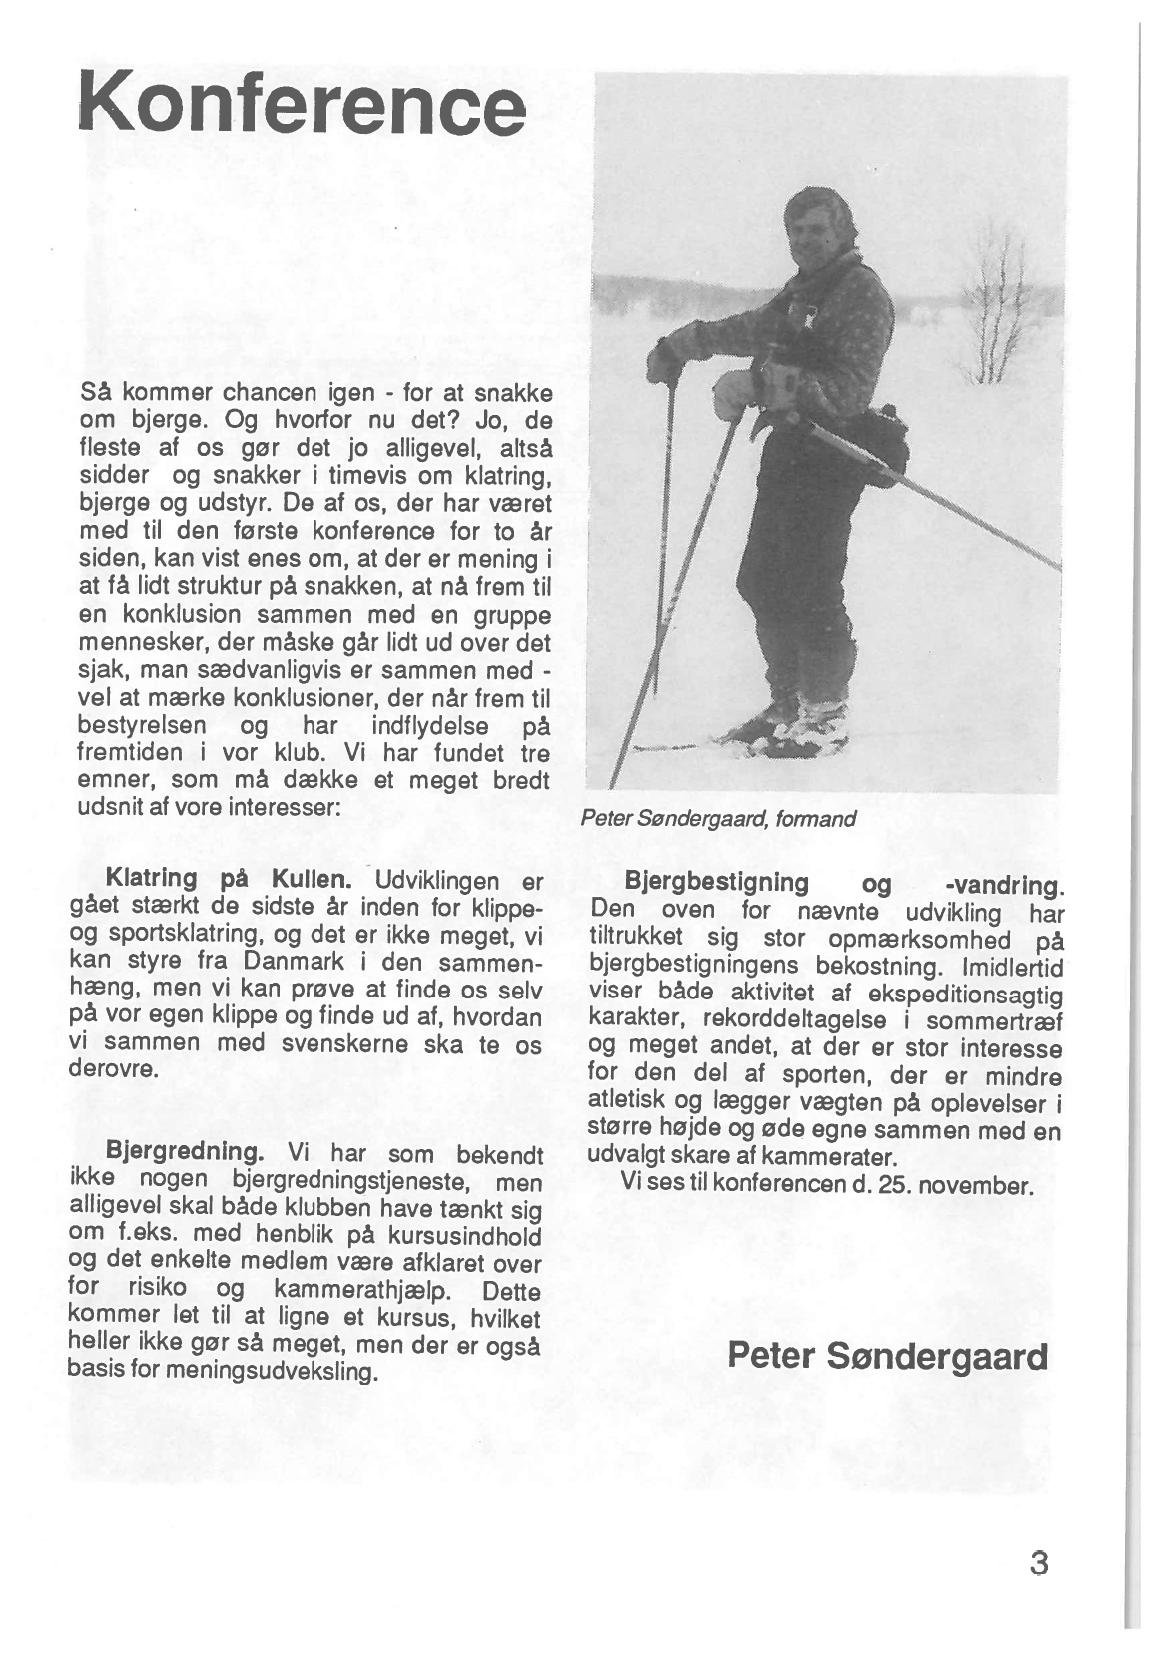 Konference
Så kommer chancen igen - for at snakke
om bjerge. Og hvorfor nu det? Jo, de
fleste af os gør det jo alligevel, altså
sidder og snakker i timevis om klatring,
bjerge og udstyr. De af os, der har været
med til den første konference for to år
siden, kan vist enes om, at der er mening i
at få lidt struktur på snakken, at nå frem til
en konklusion sammen med en gruppe
mennesker, der måske går lidt ud over det
sjak, man sædvanligvis er sammen med -
vel at mærke konklusioner, der når frem til
bestyrelsen og har indflydelse på
fremtiden i vor klub. Vi har fundet tre
emner, som må dække et meget bredt
udsnit af vore interesser:
Peter Søndergaard, formand
Klatring på Kullen. Udviklingen er
gået stærkt de sidste år inden for klippe-
og sportsklatring, og det er ikke meget, vi
kan styre fra Danmark i den sammen-
hæng, men vi kan prøve at finde os selv
på vor egen klippe og finde ud af, hvordan
vi sammen med svenskerne ska te os
derovre.
Bjergredning. Vi har som bekendt
ikke nogen bjergredningstjeneste, men
alligevel skal både klubben have tænkt sig
om f.eks. med henblik på kursusindhold
og det enkelte medlem være afklaret over
for risiko og kammerathjælp. Dette
kommer let til at ligne et kursus, hvilket
heller ikke gør så meget, men der er også
basis for meningsudveksling.
Bjergbestigning og -vandring.
Den oven for nævnte udvikling har
tiltrukket sig stor opmærksomhed på
bjergbestigningens bekostning. Imidlertid
viser både aktivitet af ekspeditionsagtig
karakter, rekorddeltagelse i sommertræf
og meget andet, at der er stor interesse
for den del af sporten, der er mindre
atletisk og lægger vægten på oplevelser i
større højde og øde egne sammen med en
udvalgt skare af kammerater.
Vi ses til konferencen d. 25. november.
Peter Søndergaard
3